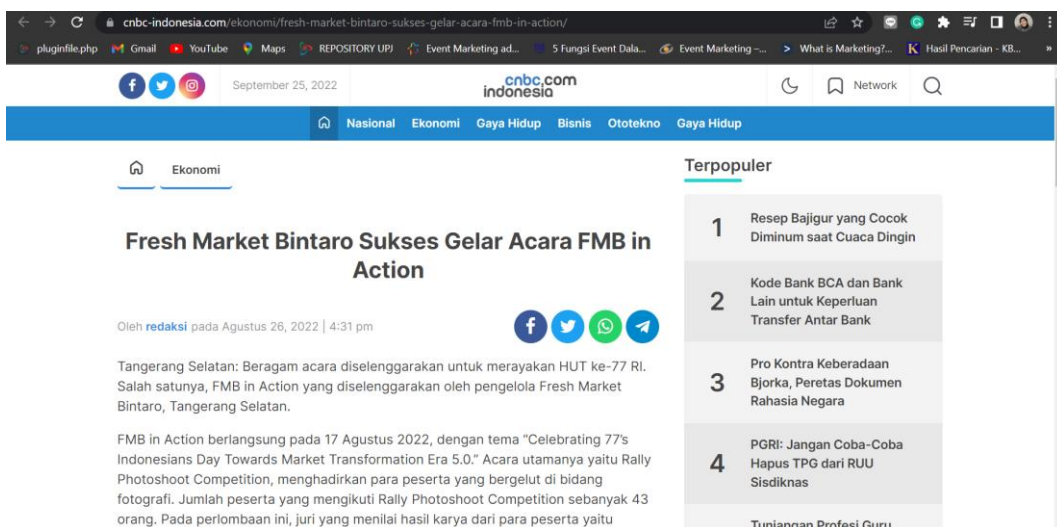 cnbc-indonesia.com/ekonomi/fresh-market-bintaro-sukses-gelar-acara-fmb-in-action/
pluginfile.php Gmail YouTube Maps REPOSITORY UPJ Event Marketing ad... 5 Fungsi Event Dala... Event Marketing –... What is Marketing?... Hasil Pencarian - KB... »
September 25, 2022
cnbc.com
indonesia
Network
Nasional Ekonomi Gaya Hidup Bisnis Ototekno Gaya Hidup
Ekonomi
Fresh Market Bintaro Sukses Gelar Acara FMB in
Action
Oleh redaksi pada Agustus 26, 2022 | 4:31 pm
Tangerang Selatan: Beragam acara diselenggarakan untuk merayakan HUT ke-77 RI.
Salah satunya, FMB in Action yang diselenggarakan oleh pengelola Fresh Market
Bintaro, Tangerang Selatan.
FMB in Action berlangsung pada 17 Agustus 2022, dengan tema “Celebrating 77’s
Indonesians Day Towards Market Transformation Era 5.0.” Acara utamanya yaitu Rally
Photoshoot Competition, menghadirkan para peserta yang bergelut di bidang
fotografi. Jumlah peserta yang mengikuti Rally Photoshoot Competition sebanyak 43
orang. Pada perlombaan ini, juri yang menilai hasil karya dari para peserta yaitu
Terpopuler
1
Resep Bajigur yang Cocok
Diminum saat Cuaca Dingin
2
Kode Bank BCA dan Bank
Lain untuk Keperluan
Transfer Antar Bank
3
Pro Kontra Keberadaan
Bjorka, Peretas Dokumen
Rahasia Negara
4
PGRI: Jangan Coba-Coba
Hapus TPG dari RUU
Sisdiknas
Tunjangan Profesi Guru